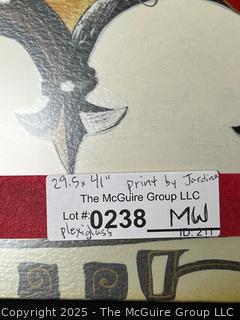 29.5 x 41" print by Jardine
The McGuire Group LLC
Lot #: 0238 MW
plexiglass ID: 211
Copyright 2025 - The McGuire Group LLC